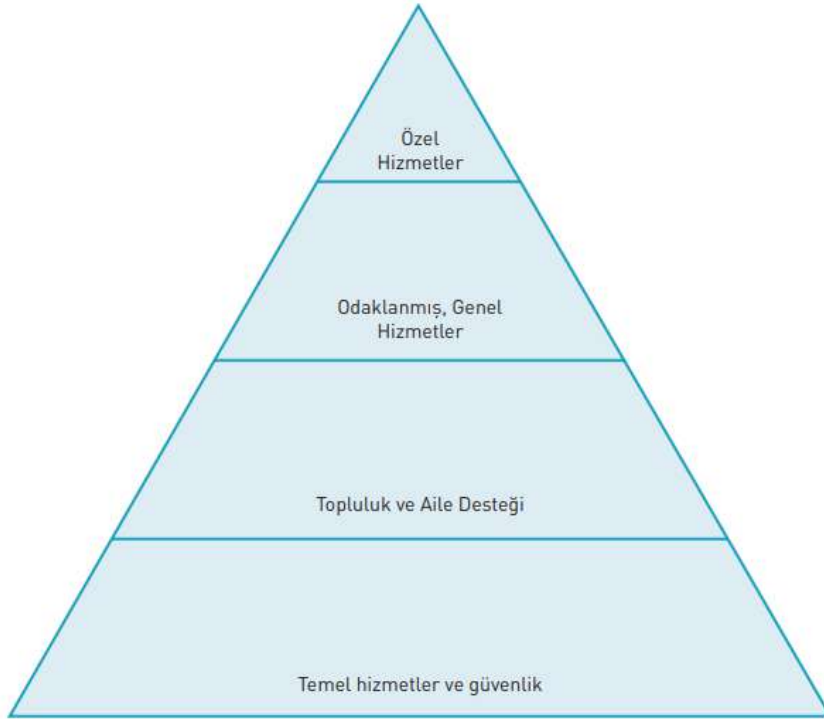 Özel
Hizmetler
Odaklanmış, Genel
Hizmetler
Topluluk ve Aile Desteği
Temel hizmetler ve güvenlik